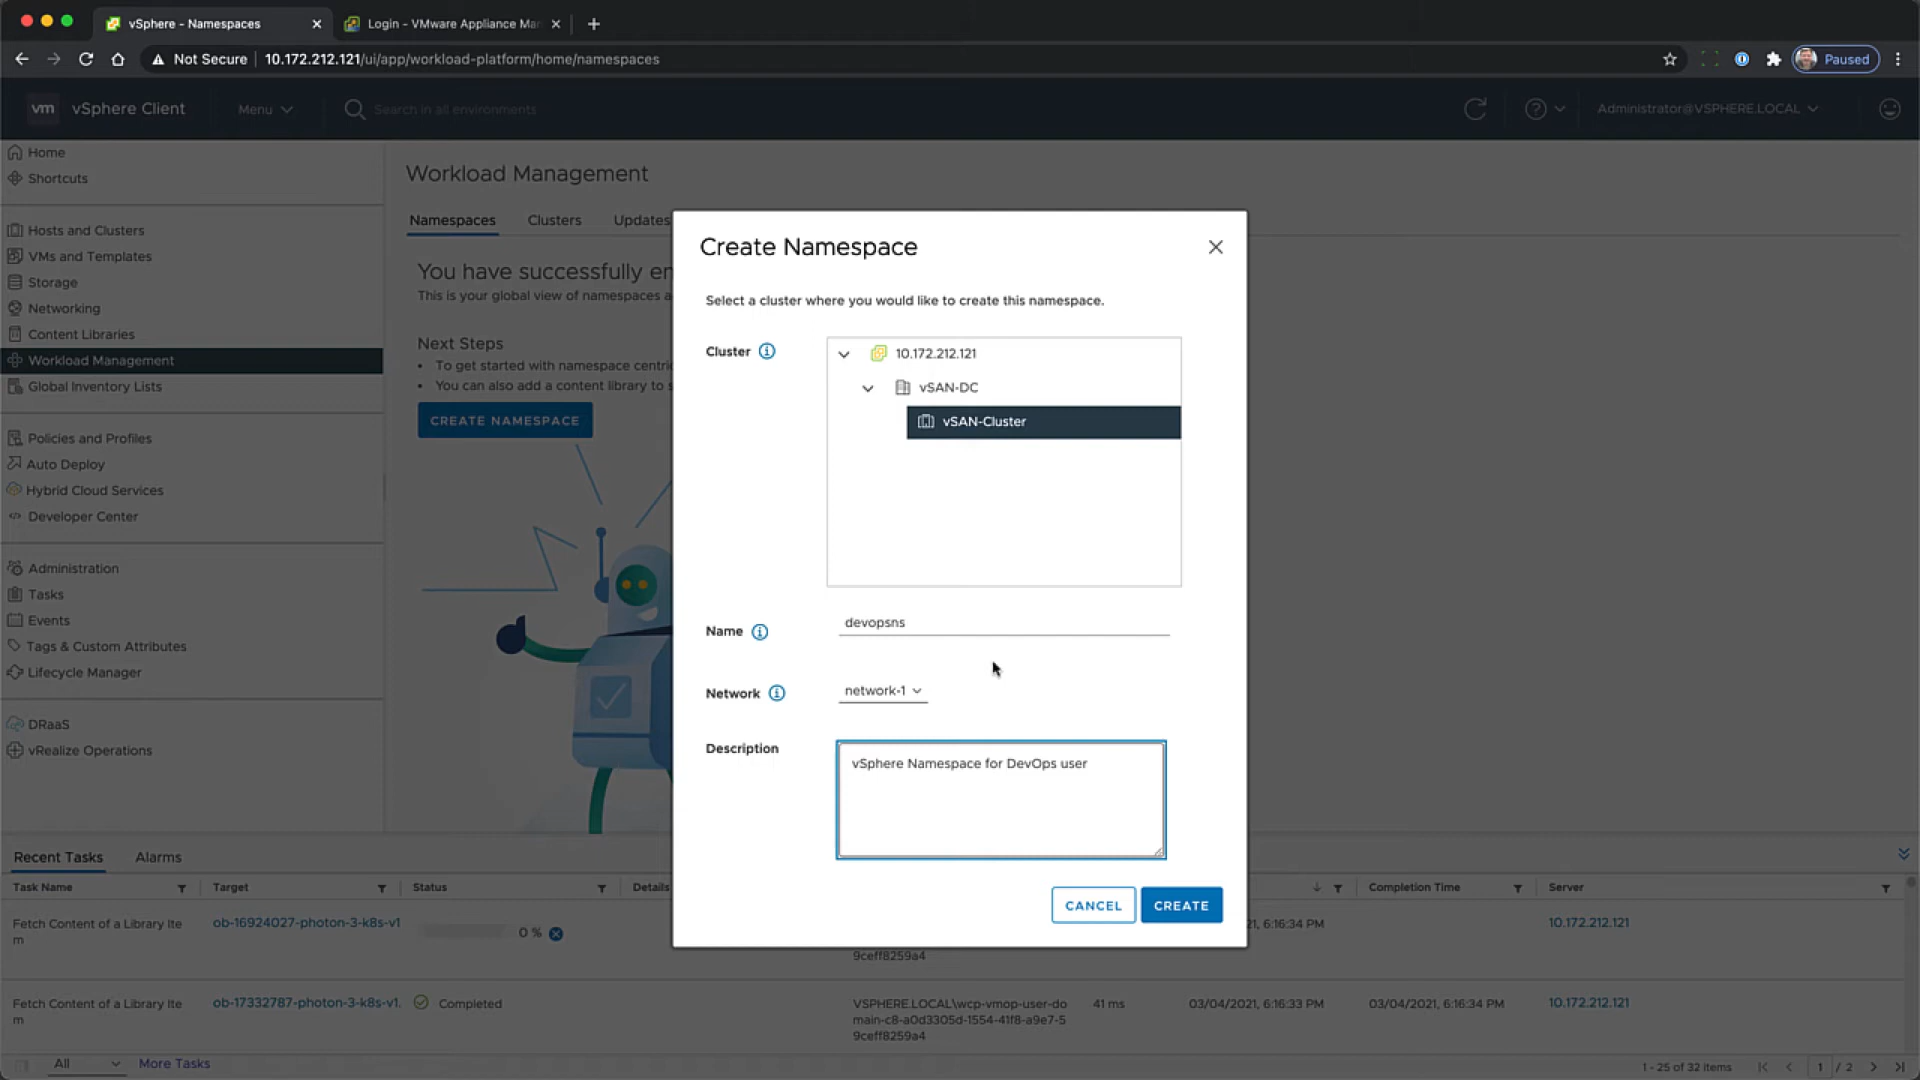 vSphere - Namespaces
Login - VMware Appliance Man
Not Secure
10.172.212.121/ui/app/workload-platform/home/namespaces
Paused
vm
vSphere Client
Menu
Search in all environments
Administrator@VSPHERE.LOCAL
Home
Shortcuts
Hosts and Clusters
VMs and Templates
Storage
Networking
Content Libraries
Workload Management
Global Inventory Lists
Policies and Profiles
Auto Deploy
Hybrid Cloud Services
Developer Center
Administration
Tasks
Events
Tags & Custom Attributes
Lifecycle Manager
DRaaS
vRealize Operations
Workload Management
Namespaces
Clusters
Updates
You have successfully en
This is your global view of namespaces a
Next Steps
• To get started with namespace centric
• You can also add a content library to s
CREATE NAMESPACE
Create Namespace
Select a cluster where you would like to create this namespace.
Cluster
10.172.212.121
vSAN-DC
vSAN-Cluster
Name
devopsns
Network
network-1
Description
vSphere Namespace for DevOps user
CANCEL
CREATE
Recent Tasks
Alarms
Task Name
Target
Status
Details
Completion Time
Server
Fetch Content of a Library Ite
m
ob-16924027-photon-3-k8s-v1
0 %
9ceff8259a4
21, 6:16:34 PM
10.172.212.121
Fetch Content of a Library Ite
m
ob-17332787-photon-3-k8s-v1.
Completed
VSPHERE.LOCAL\wcp-vmop-user-do
main-c8-a0d3305d-1554-41f8-a9e7-5
9ceff8259a4
41 ms
03/04/2021, 6:16:33 PM
03/04/2021, 6:16:34 PM
10.172.212.121
All
More Tasks
1 - 25 of 32 items
1 / 2